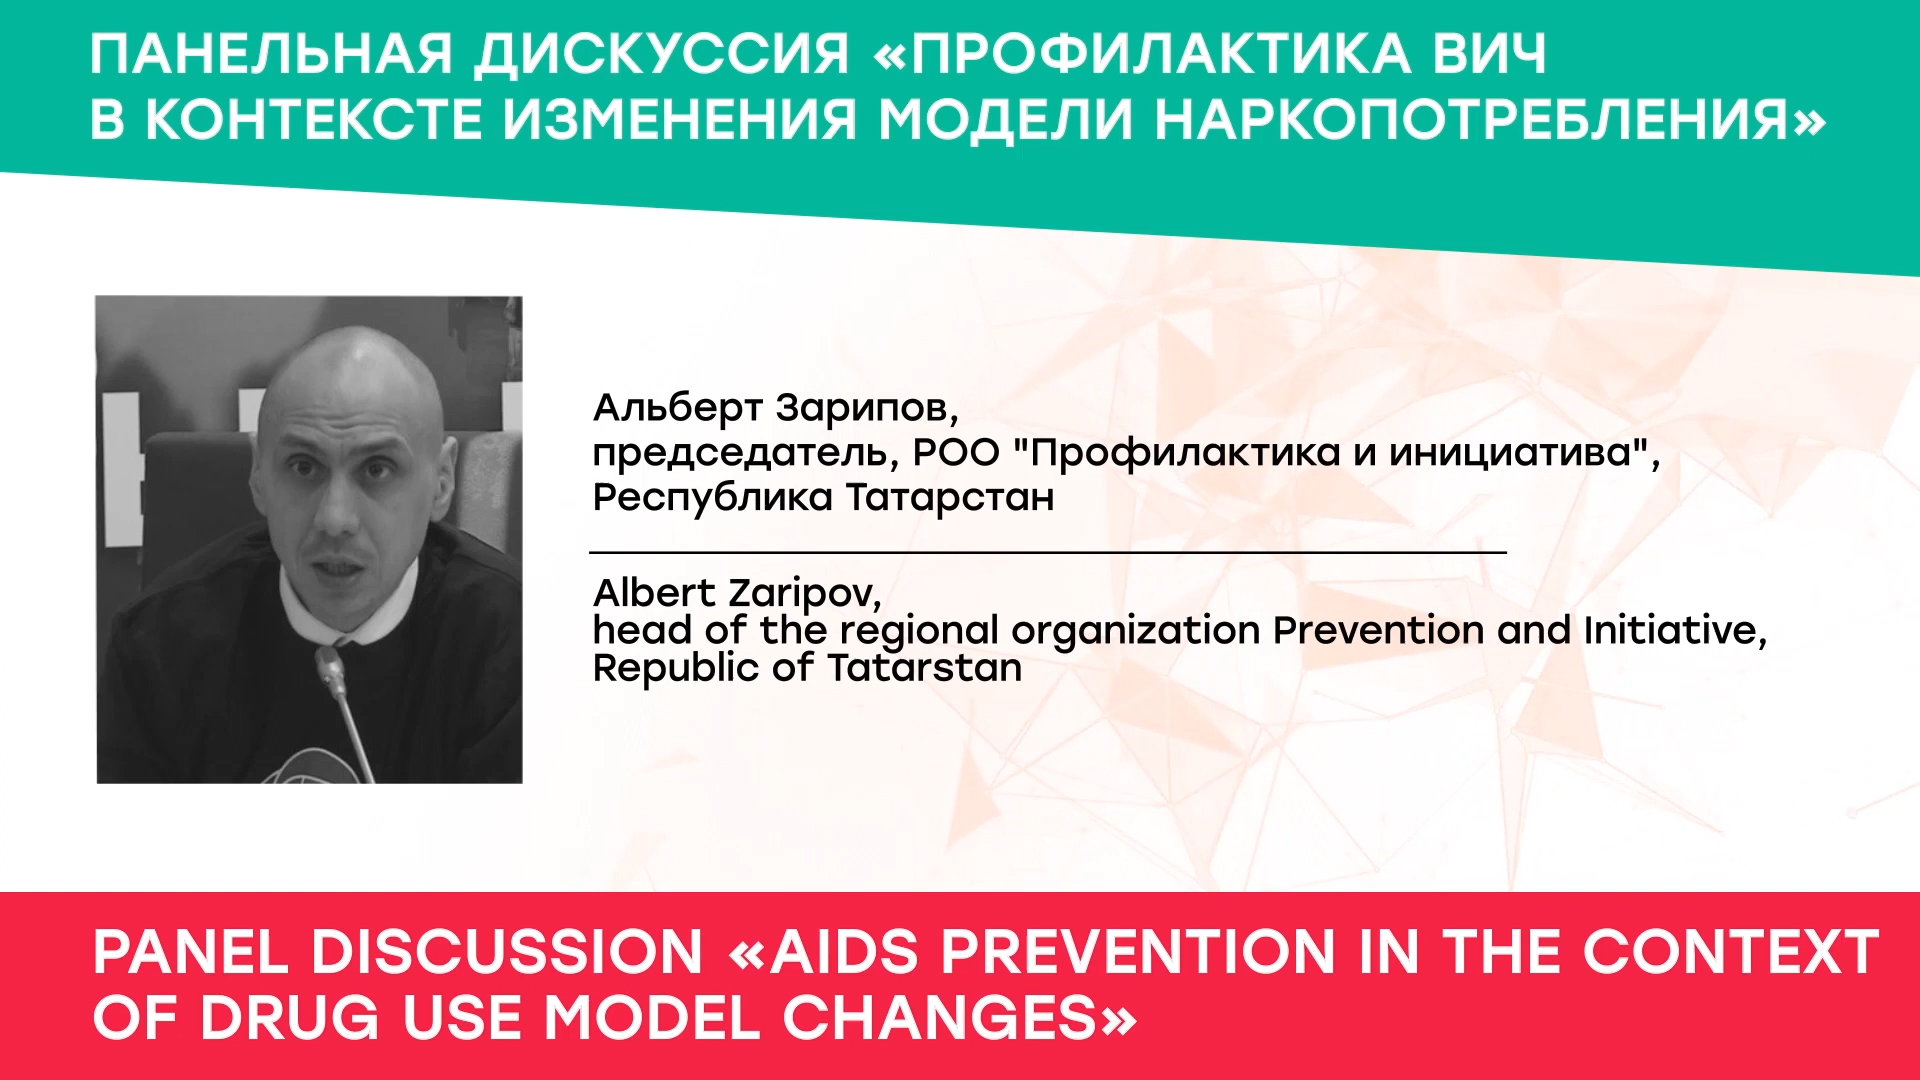 ПАНЕЛЬНАЯ ДИСКУССИЯ «ПРОФИЛАКТИКА ВИЧ
В КОНТЕКСТЕ ИЗМЕНЕНИЯ МОДЕЛИ НАРКОПОТРЕБЛЕНИЯ»
Альберт Зарипов,
председатель, РОО "Профилактика и инициатива",
Республика Татарстан
Albert Zaripov,
head of the regional organization Prevention and Initiative,
Republic of Tatarstan
PANEL DISCUSSION «AIDS PREVENTION IN THE CONTEXT
OF DRUG USE MODEL CHANGES»